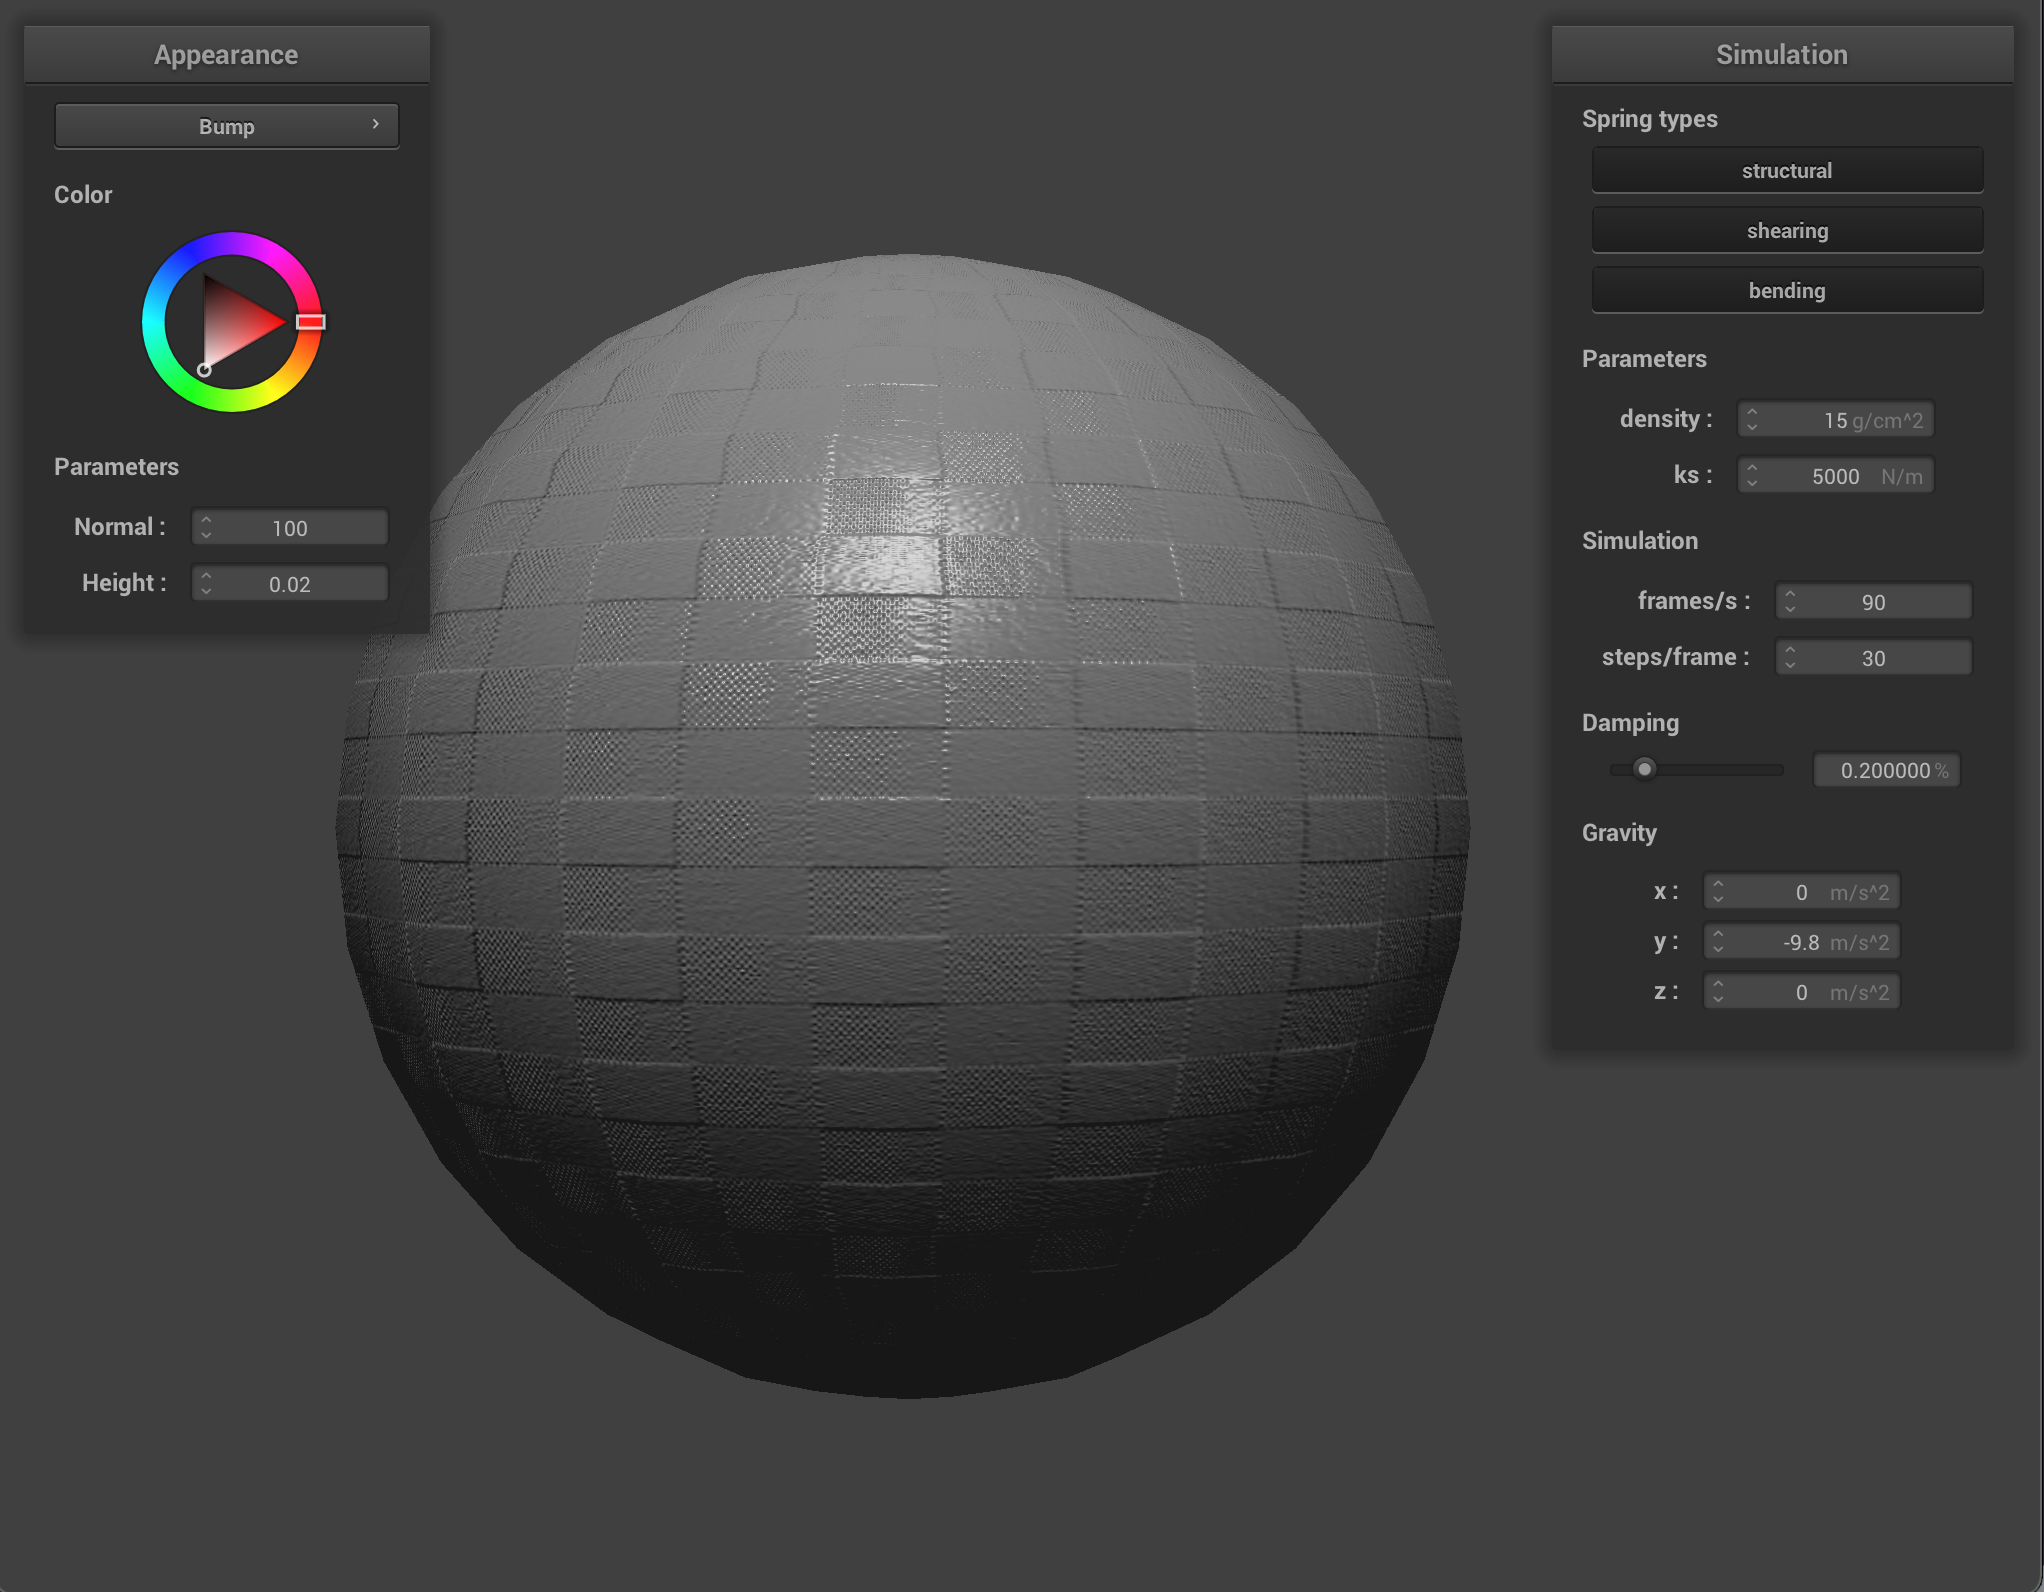 Appearance
Bump
Color
Parameters
Normal : 100
Height : 0.02
Simulation
Spring types
structural
shearing
bending
Parameters
density : 15 g/cm^2
ks : 5000 N/m
Simulation
frames/s : 90
steps/frame : 30
Damping
0.200000 %
Gravity
x : 0 m/s^2
y : -9.8 m/s^2
z : 0 m/s^2